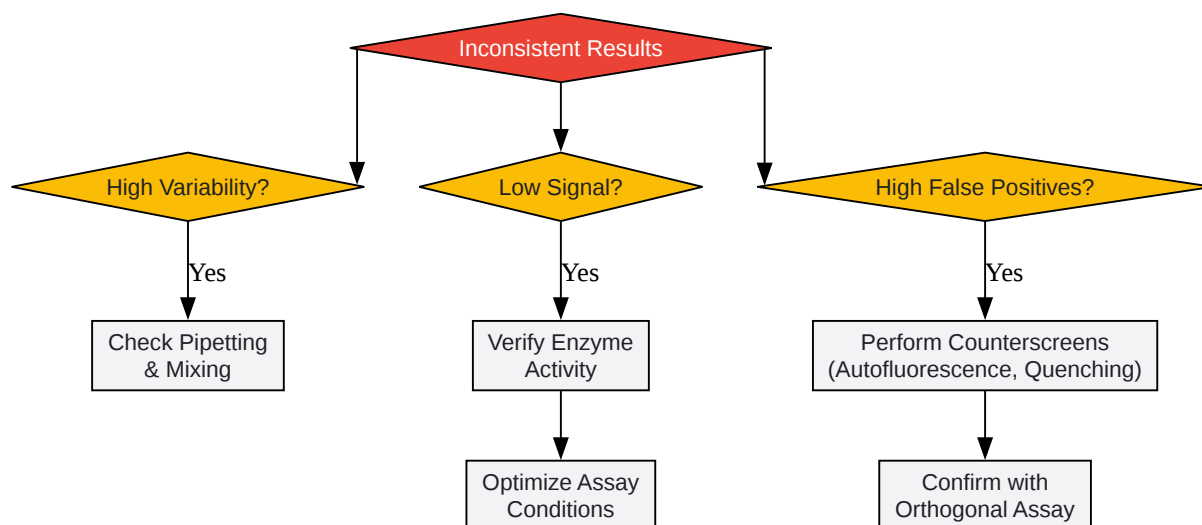 Inconsistent Results
High Variability?
Low Signal?
High False Positives?
Yes
Yes
Yes
Check Pipetting
& Mixing
Verify Enzyme
Activity
Perform Counterscreens
(Autofluorescence, Quenching)
Optimize Assay
Conditions
Confirm with
Orthogonal Assay